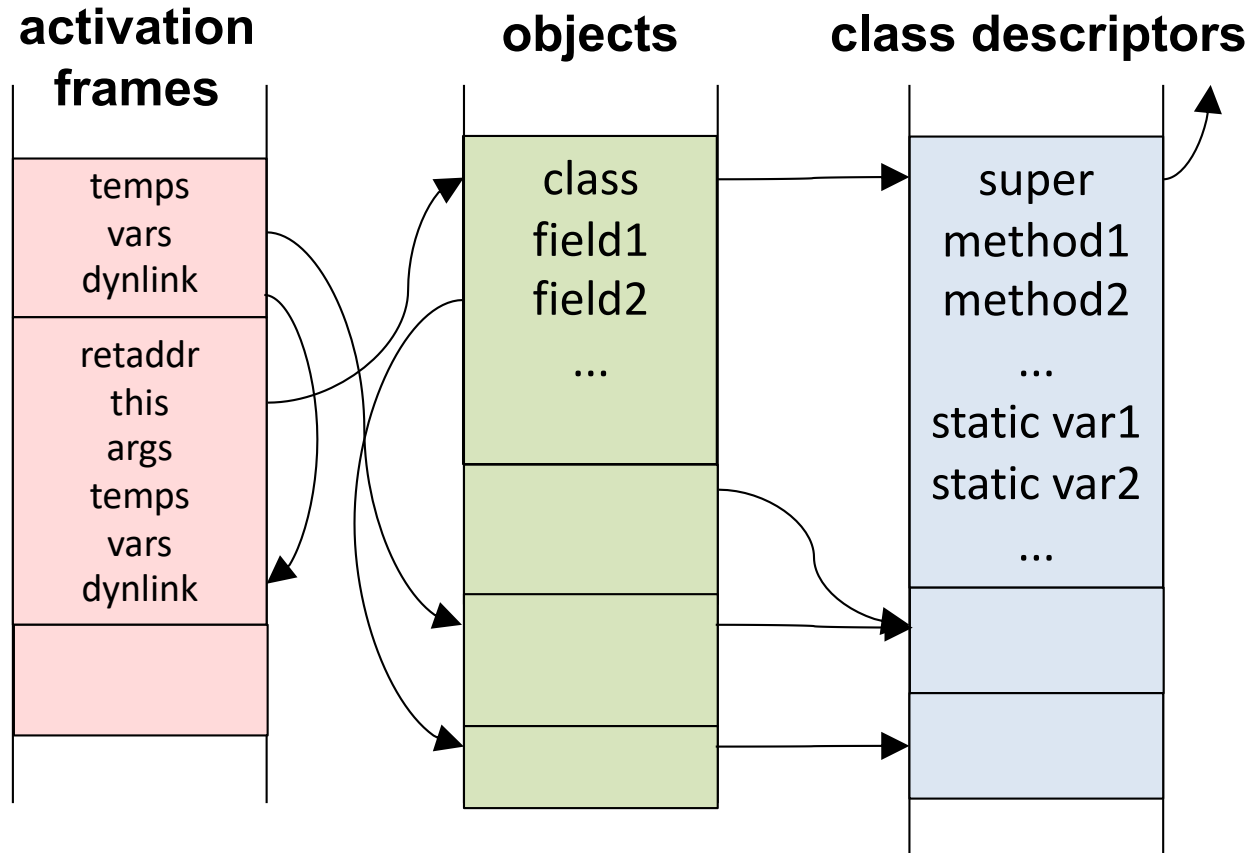 activation
frames
temps
vars
dynlink
retaddr
this
args
temps
vars
dynlink
objects
class
field1
field2
...
class descriptors
super
method1
method2
...
static var1
static var2
...